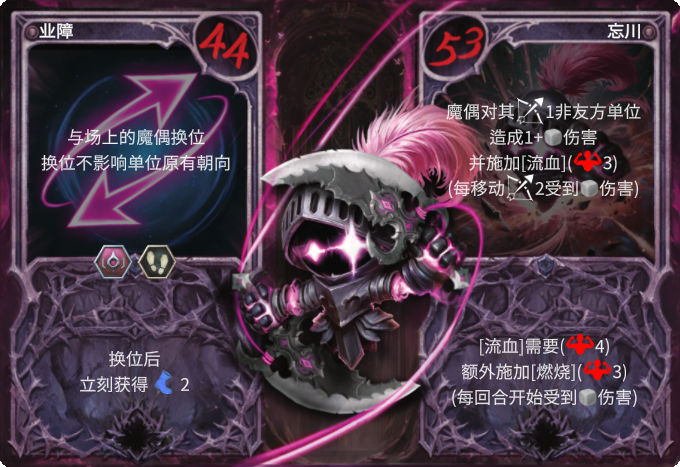 业障
44
与场上的魔偶换位
换位不影响单位原有朝向
换位后
立刻获得 2
忘川
53
魔偶对其1非友方单位
造成1+伤害
并施加[流血](3)
(每移动2受到伤害)
[流血]需要(4)
额外施加[燃烧](3)
(每回合开始受到伤害)